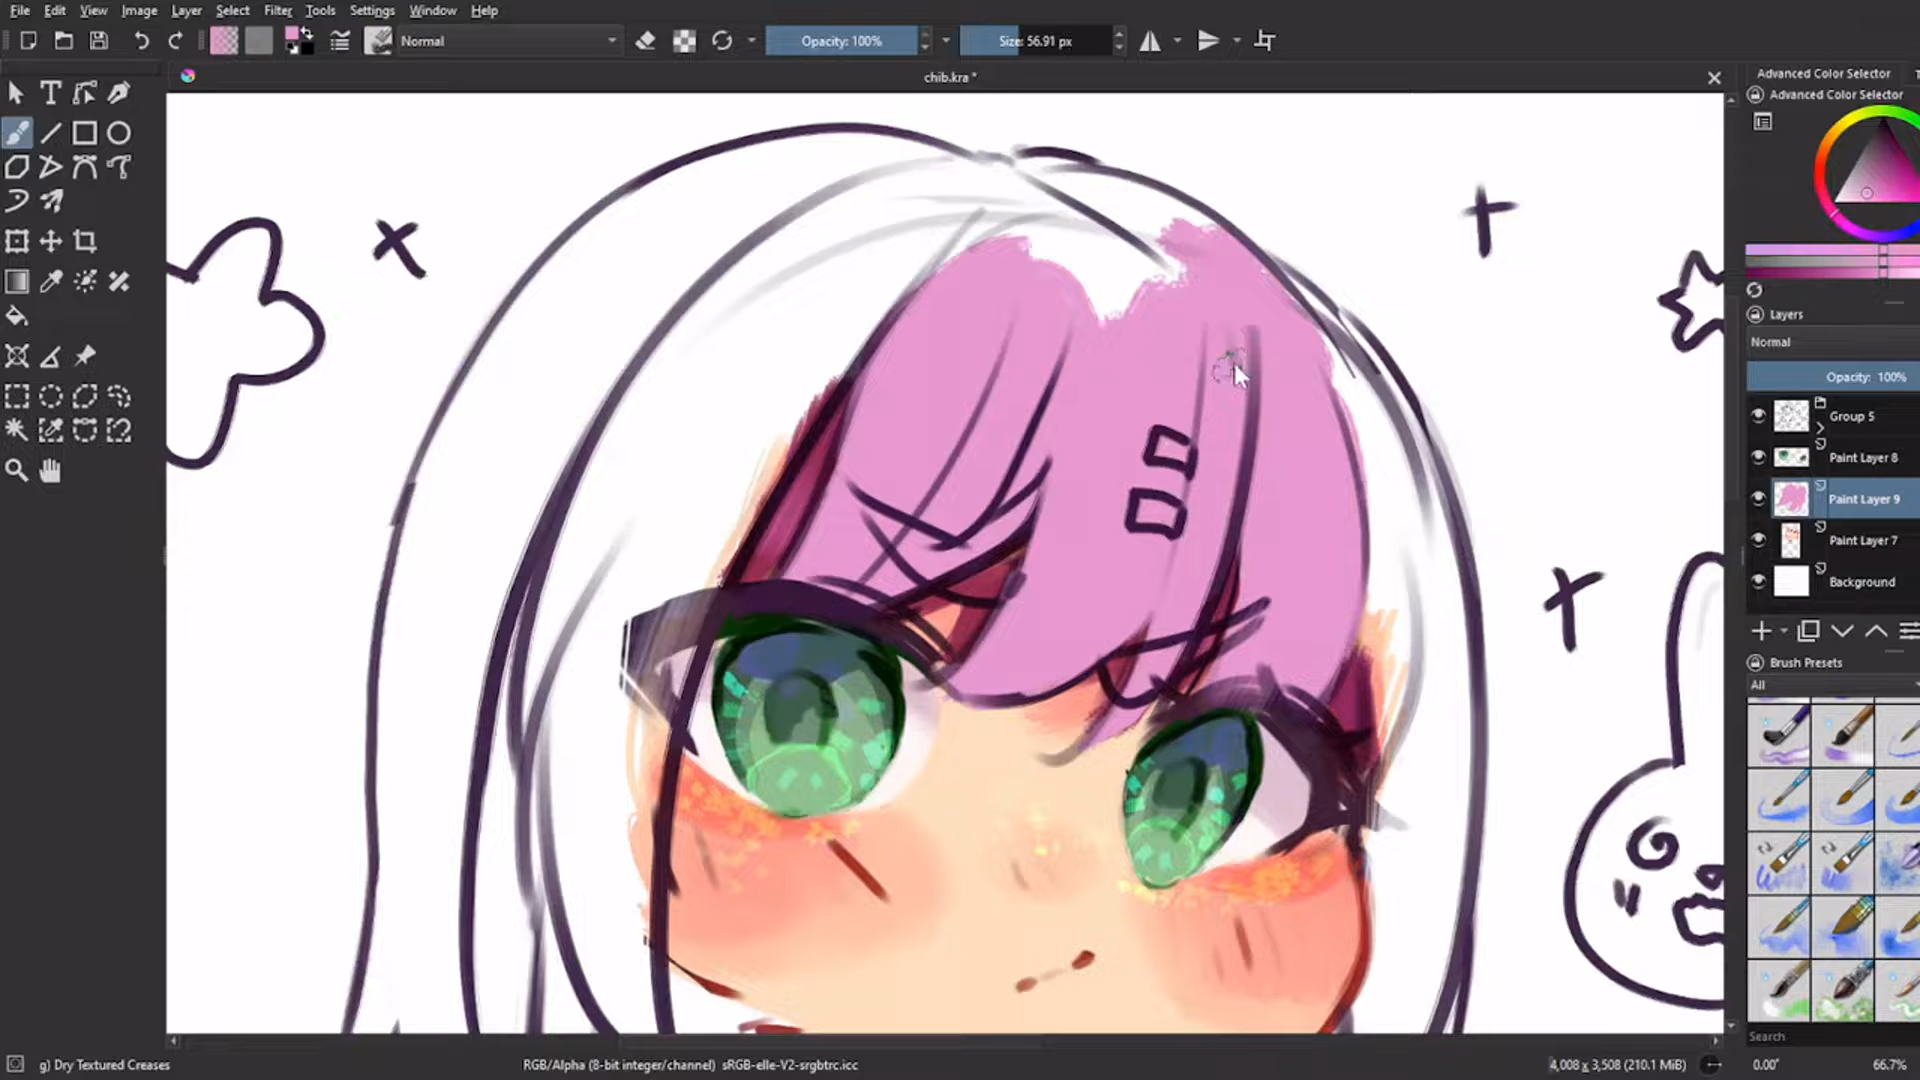 File Edit View Image Layer Select Filter Tools Settings Window Help
Normal Opacity: 100% Size: 56.91 px
chib.kra *
Advanced Color Selector
Advanced Color Selector
Layers
Normal
Opacity: 100%
Group 5
Paint Layer 8
Paint Layer 9
Paint Layer 7
Background
Brush Presets
All
Search
g) Dry Textured Creases RGB/Alpha (8-bit integer/channel) sRGB-elle-V2-srgbtrc.icc 4,008 x 3,508 (210.1 MiB) 0.00° 66.7%